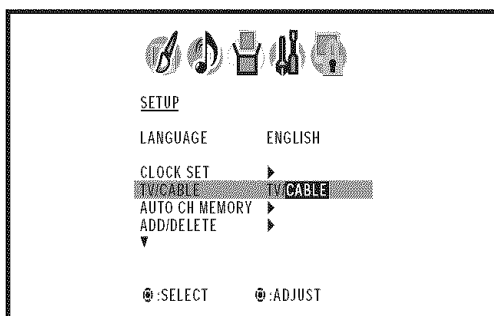 SETUP
LANGUAGE ENGLISH
CLOCK SET ▶
TV/CABLE TV/CABLE
AUTO CH MEMORY ▶
ADD/DELETE ▶
▼
:SELECT :ADJUST